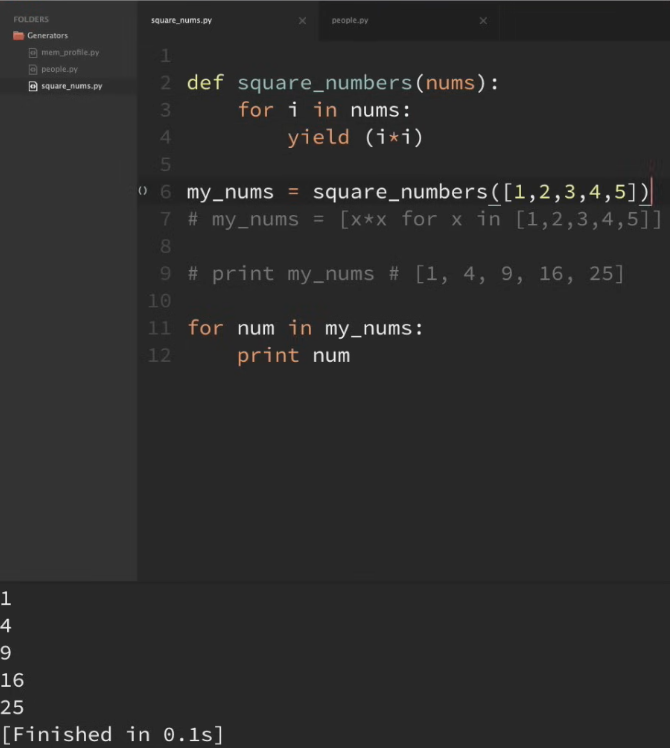 FOLDERS
Generators
mem_profile.py
people.py
square_nums.py
square_nums.py × people.py ×
1
2 def square_numbers(nums):
3     for i in nums:
4         yield (i*i)
5
6 my_nums = square_numbers([1,2,3,4,5])
7 # my_nums = [x*x for x in [1,2,3,4,5]]
8
9 # print my_nums # [1, 4, 9, 16, 25]
10
11 for num in my_nums:
12     print num
1
4
9
16
25
[Finished in 0.1s]